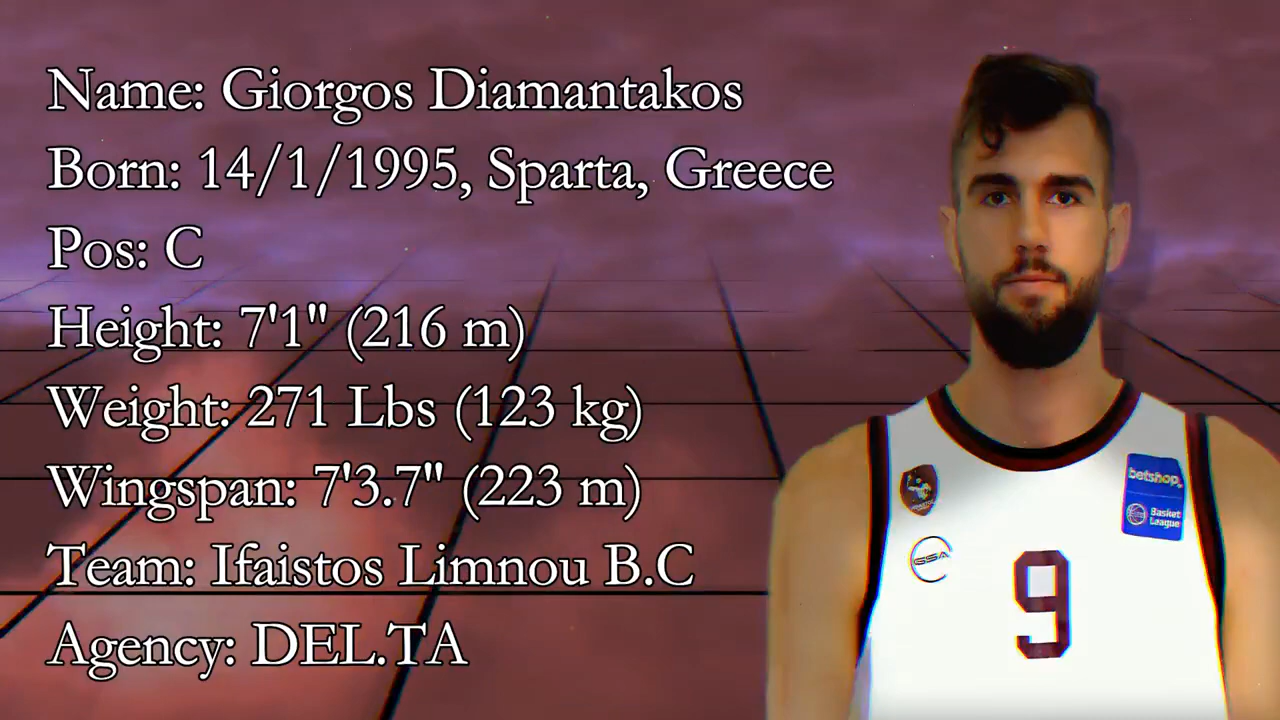 Name: Giorgos Diamantakos
Born: 14/1/1995, Sparta, Greece
Pos: C
Height: 7'1" (216 m)
Weight: 271 Lbs (123 kg)
Wingspan: 7'3.7" (223 m)
Team: Ifaistos Limnou B.C
Agency: DEL.TA
betshop
Basket
League
GSA
9